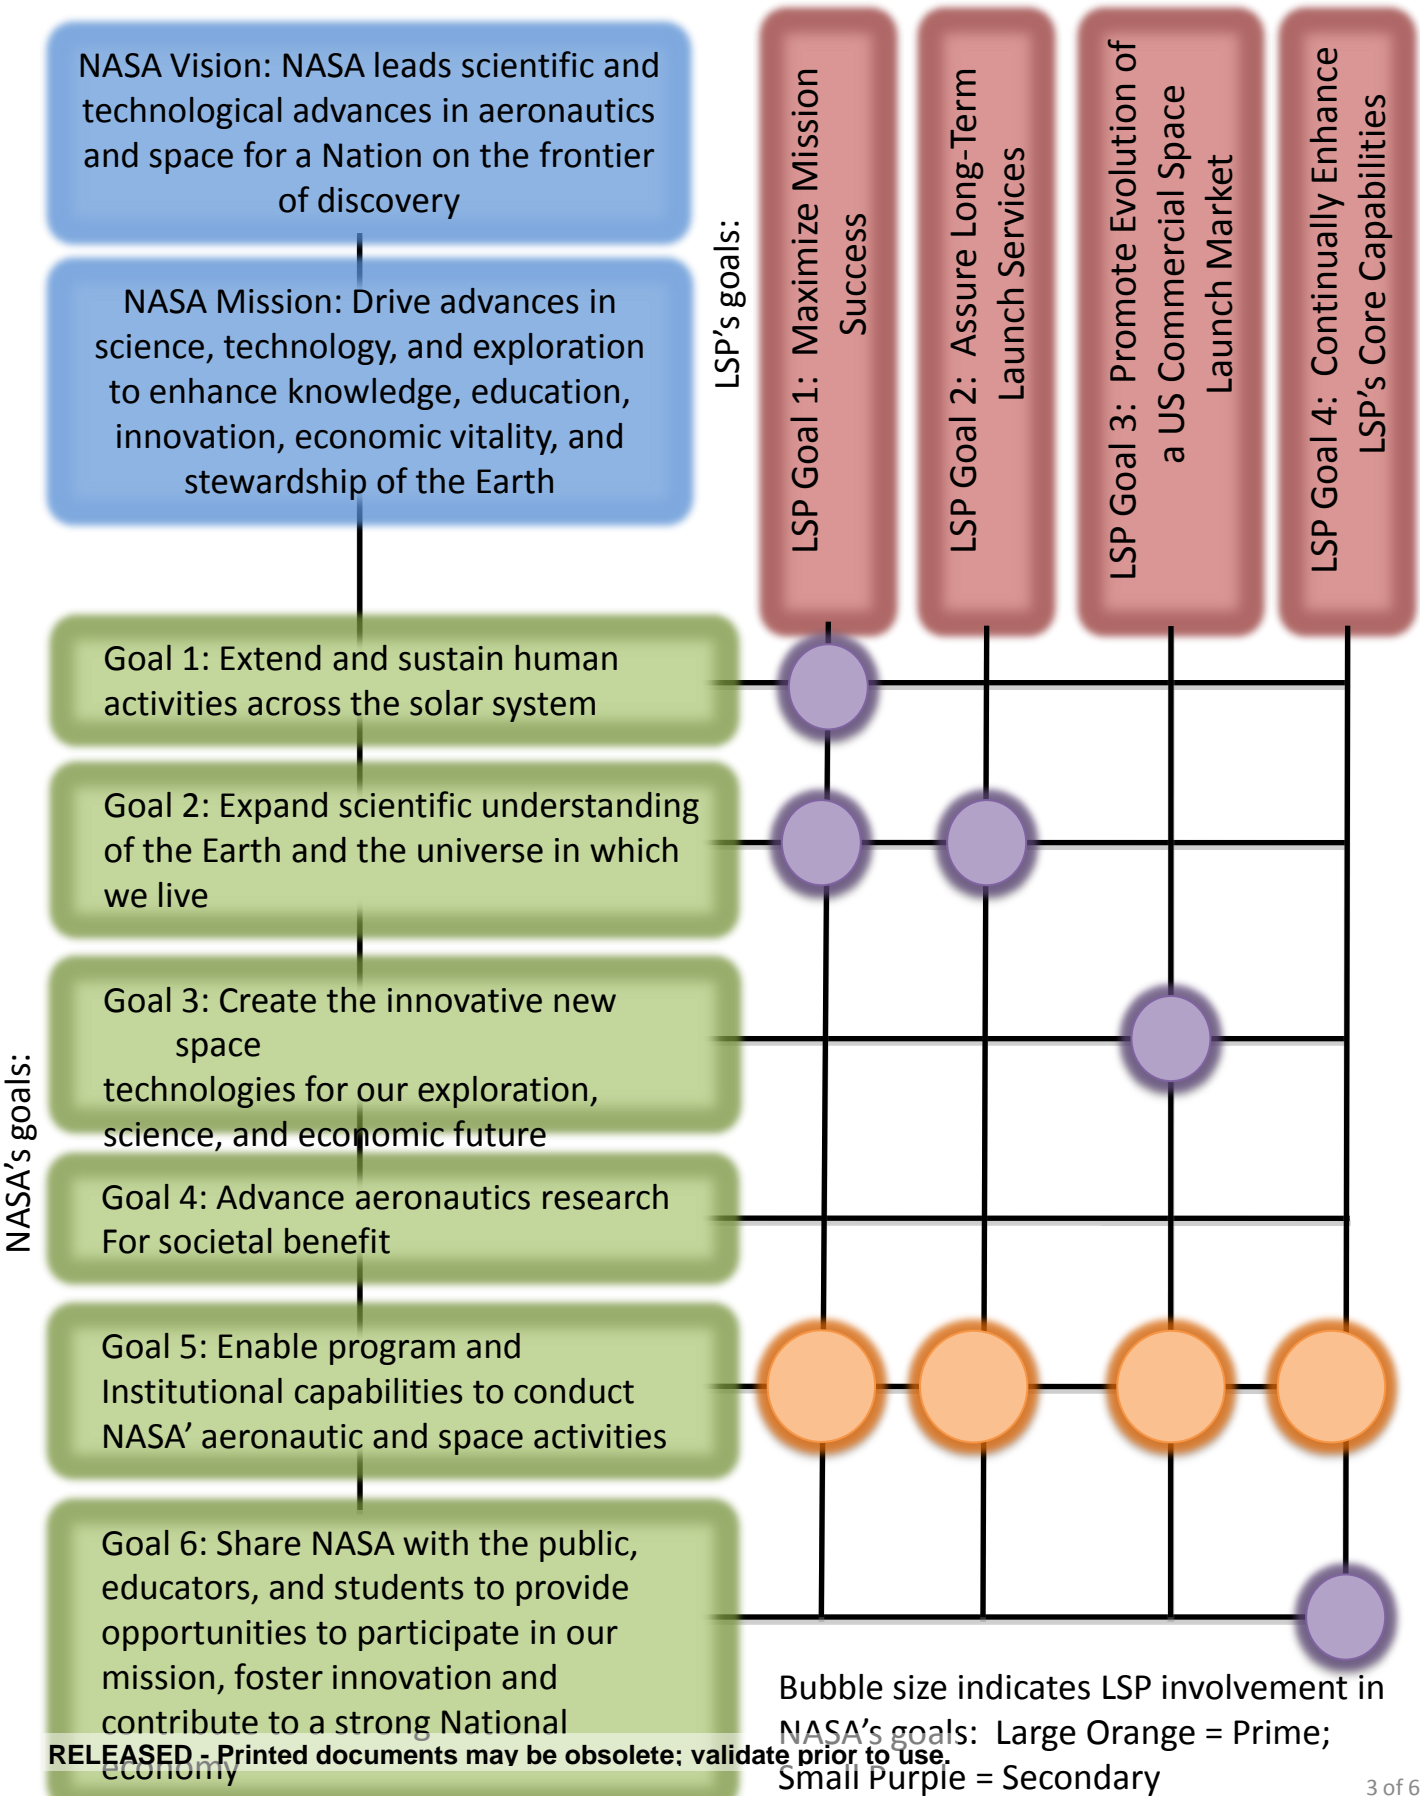 NASA Vision: NASA leads scientific and
technological advances in aeronautics
and space for a Nation on the frontier
of discovery
NASA Mission: Drive advances in
science, technology, and exploration
to enhance knowledge, education,
innovation, economic vitality, and
stewardship of the Earth
LSP's goals:
LSP Goal 1:  Maximize Mission
Success
LSP Goal 2:  Assure Long-Term
Launch Services
LSP Goal 3:  Promote Evolution of
a US Commercial Space
Launch Market
LSP Goal 4:  Continually Enhance
LSP's Core Capabilities
NASA's goals:
Goal 1: Extend and sustain human
activities across the solar system
Goal 2: Expand scientific understanding
of the Earth and the universe in which
we live
Goal 3: Create the innovative new
space
technologies for our exploration,
science, and economic future
Goal 4: Advance aeronautics research
For societal benefit
Goal 5: Enable program and
Institutional capabilities to conduct
NASA' aeronautic and space activities
Goal 6: Share NASA with the public,
educators, and students to provide
opportunities to participate in our
mission, foster innovation and
contribute to a strong National
economy
Bubble size indicates LSP involvement in
NASA's goals:  Large Orange = Prime;
Small Purple = Secondary
RELEASED - Printed documents may be obsolete; validate prior to use.
3 of 6